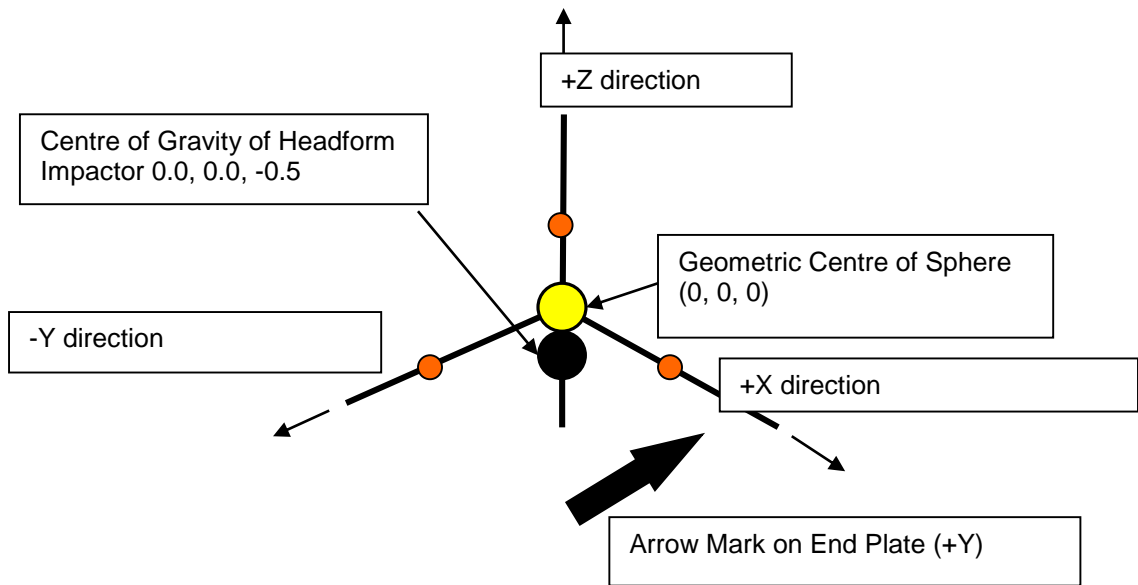 +Z direction
Centre of Gravity of Headform
Impactor 0.0, 0.0, -0.5
Geometric Centre of Sphere
(0, 0, 0)
-Y direction
+X direction
Arrow Mark on End Plate (+Y)